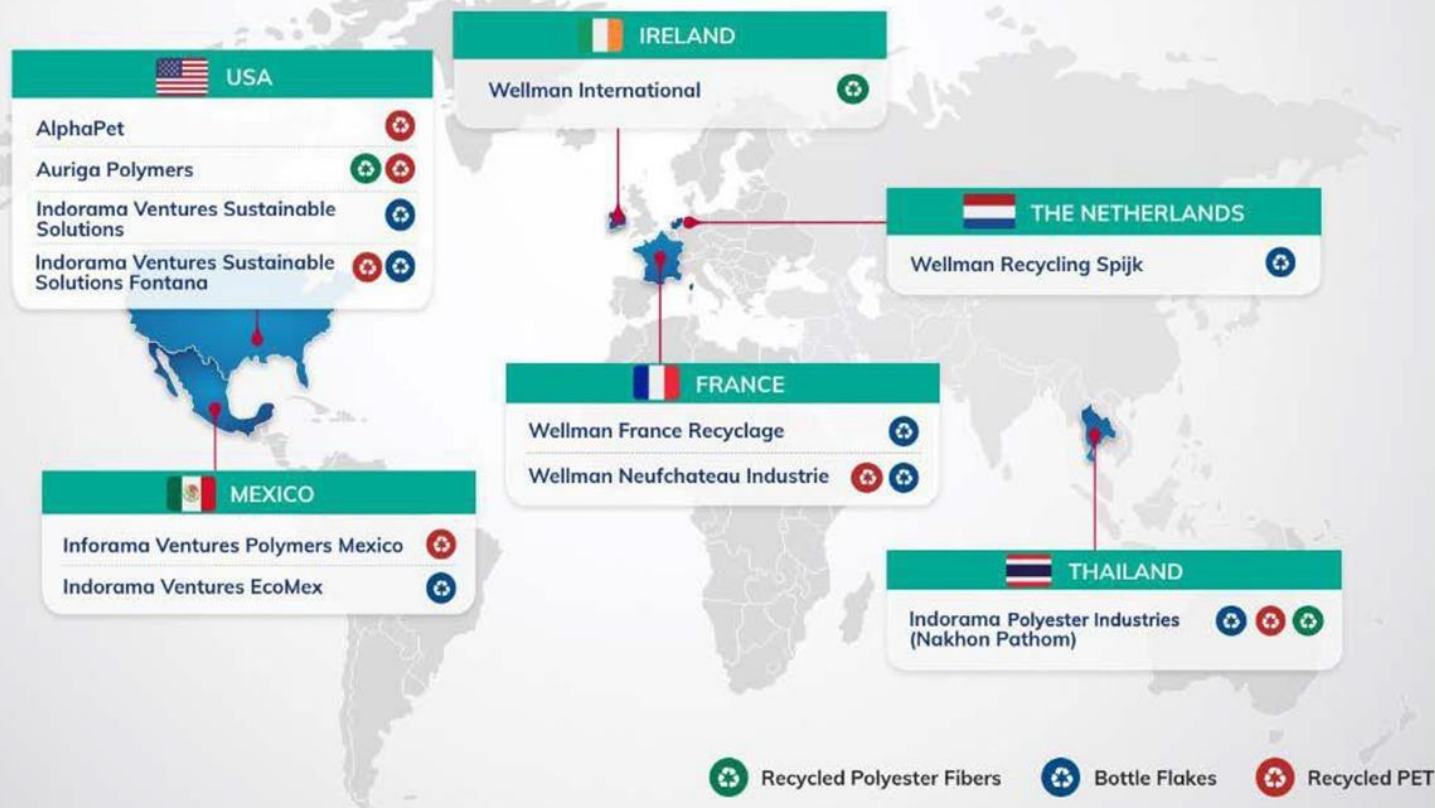 USA
AlphaPet
Auriga Polymers
Indorama Ventures Sustainable
Solutions
Indorama Ventures Sustainable
Solutions Fontana
IRELAND
Wellman International
THE NETHERLANDS
Wellman Recycling Spijk
FRANCE
Wellman France Recyclage
Wellman Neufchateau Industrie
MEXICO
Inforama Ventures Polymers Mexico
Indorama Ventures EcoMex
THAILAND
Indorama Polyester Industries
(Nakhon Pathom)
Recycled Polyester Fibers
Bottle Flakes
Recycled PET